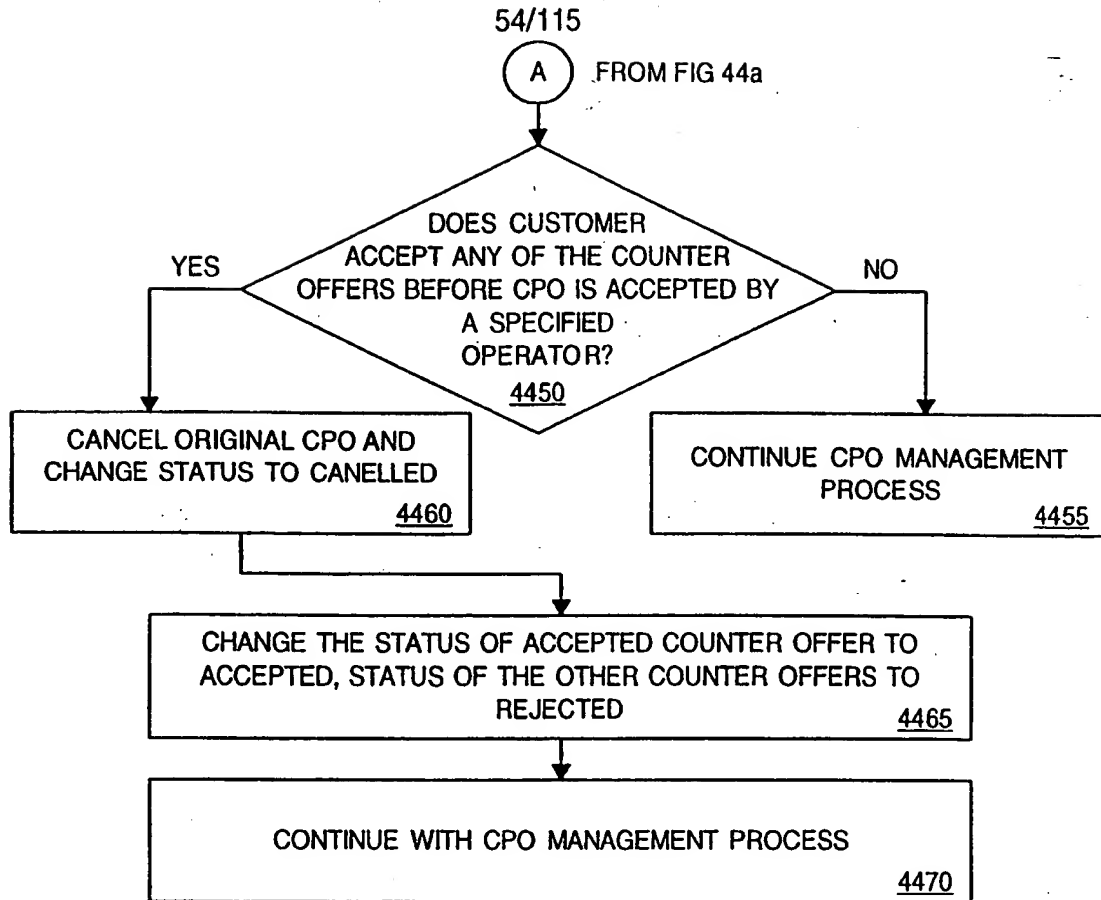 54/115
A FROM FIG 44a
DOES CUSTOMER
ACCEPT ANY OF THE COUNTER
OFFERS BEFORE CPO IS ACCEPTED BY
A SPECIFIED
OPERATOR?
4450
YES
NO
CANCEL ORIGINAL CPO AND
CHANGE STATUS TO CANELLED
4460
CONTINUE CPO MANAGEMENT
PROCESS
4455
CHANGE THE STATUS OF ACCEPTED COUNTER OFFER TO
ACCEPTED, STATUS OF THE OTHER COUNTER OFFERS TO
REJECTED
4465
CONTINUE WITH CPO MANAGEMENT PROCESS
4470